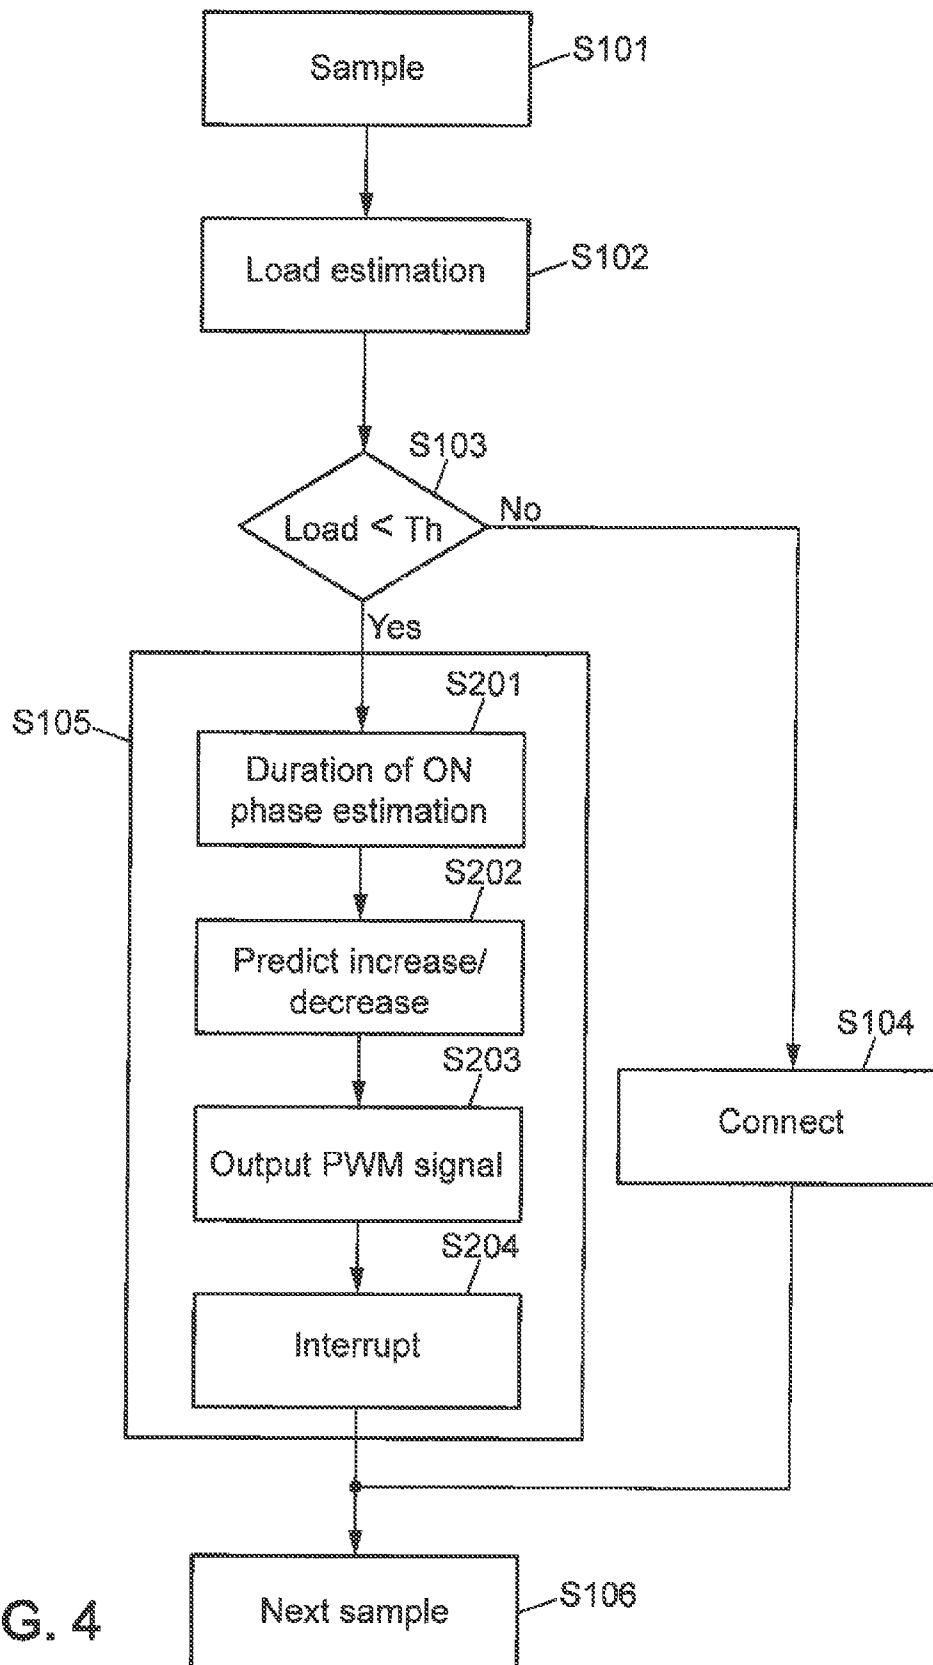 Sample
S101
Load estimation
S102
S103
Load < Th
No
Yes
S105
S201
Duration of ON
phase estimation
S202
Predict increase/
decrease
S203
Output PWM signal
S104
Connect
S204
Interrupt
Next sample
S106
G. 4